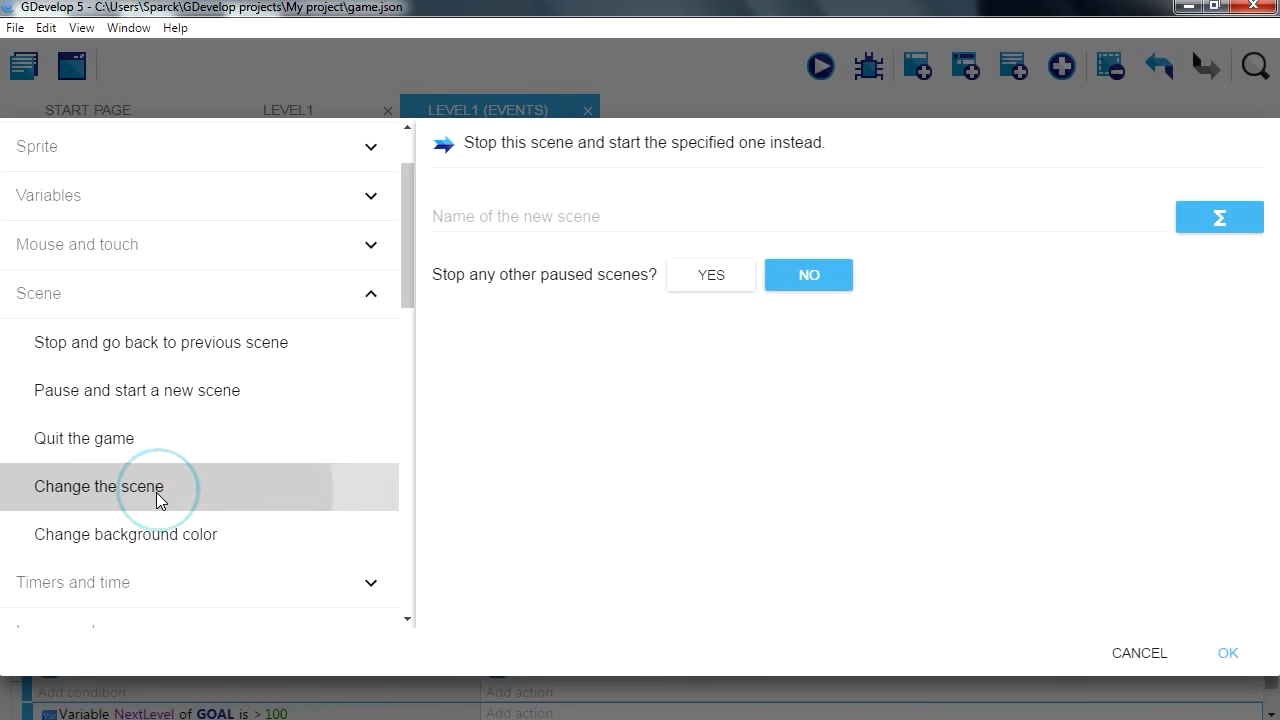 GDevelop 5 - C:\Users\Sparck\GDevelop projects\My project\game.json
File Edit View Window Help
START PAGE LEVEL1 LEVEL1 (EVENTS)
Sprite
Variables
Mouse and touch
Scene
Stop and go back to previous scene
Pause and start a new scene
Quit the game
Change the scene
Change background color
Timers and time
Stop this scene and start the specified one instead.
Name of the new scene
Σ
Stop any other paused scenes? YES NO
CANCEL OK
Add condition Add action
Var Variable NextLevel of GOAL is > 100 Add action